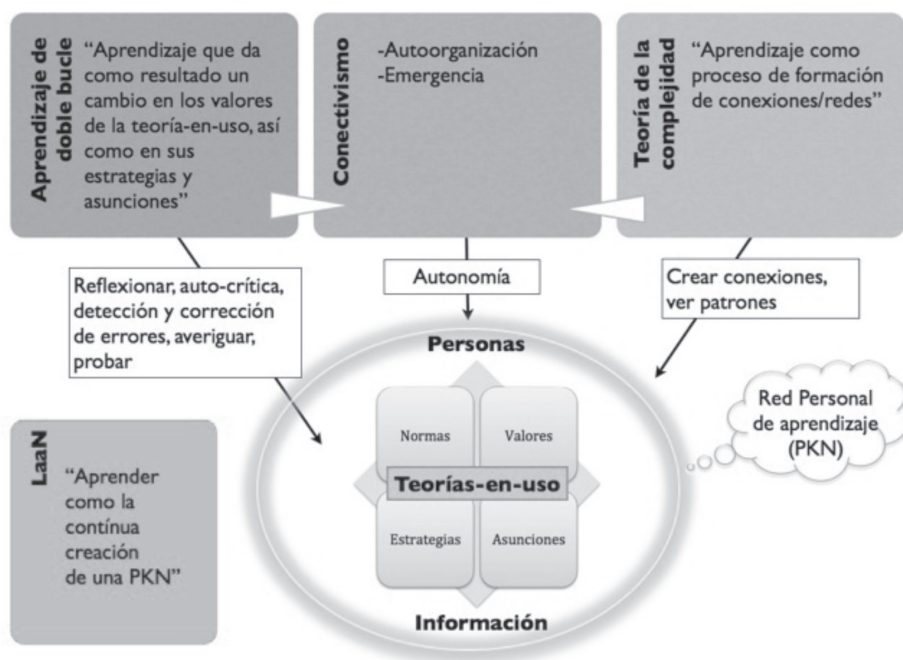 Aprendizaje de
doble bucle
“Aprendizaje que da
como resultado un
cambio en los valores
de la teoría-en-uso, así
como en sus
estrategias y
asunciones”
Conectivismo
-Autoorganización
-Emergencia
Teoría de la
complejidad
“Aprendizaje como
proceso de formación
de conexiones/redes”
Reflexionar, auto-crítica,
detección y corrección
de errores, averiguar,
probar
Autonomía
Crear conexiones,
ver patrones
Personas
Normas
Valores
Teorías-en-uso
Estrategias
Asunciones
Información
Red Personal
de aprendizaje
(PKN)
LaaN
“Aprender
como la
contínua
creación
de una PKN”